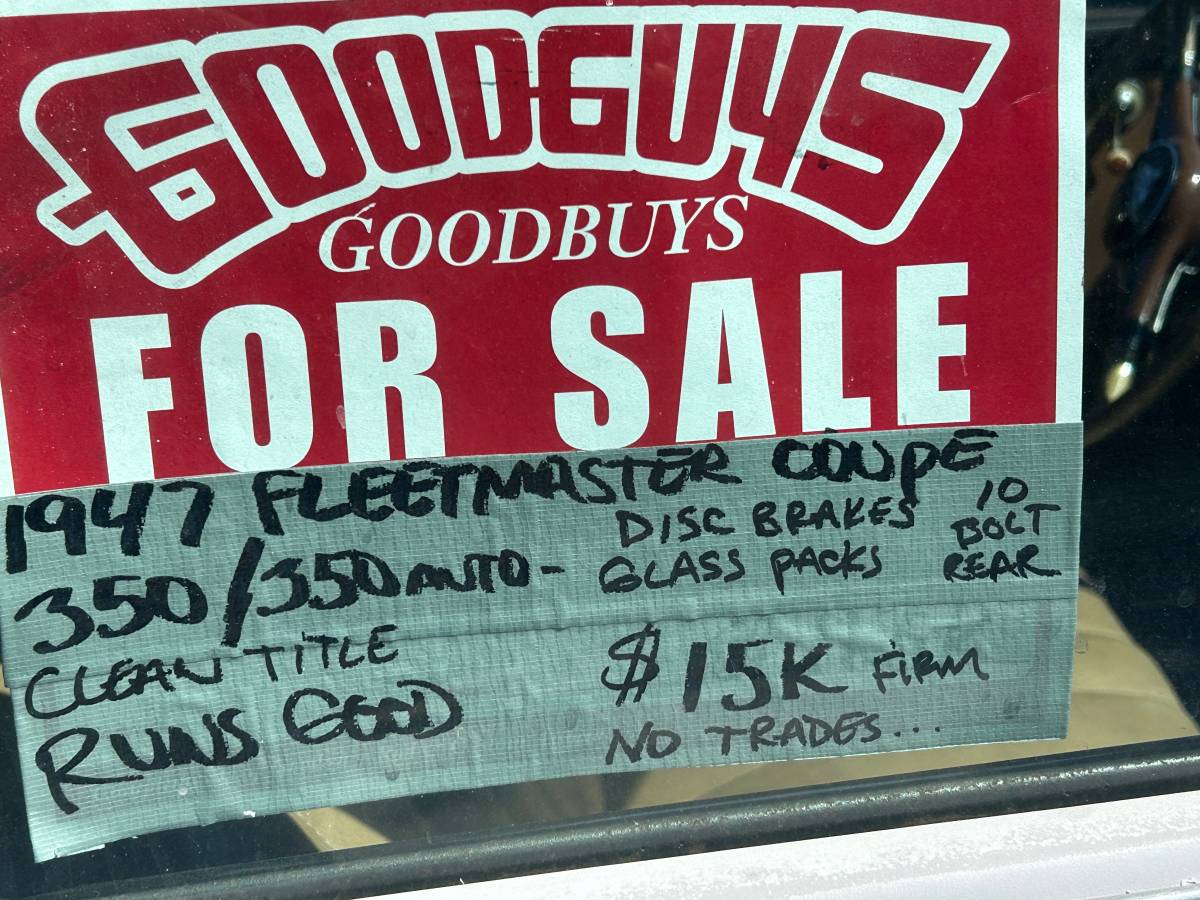 GOODGUYS
GOODBUYS
FOR SALE
1947 FLEETMASTER COUPE
350/350 AUTO -
DISC BRAKES
GLASS PACKS
10
BOLT
REAR
CLEAN TITLE
RUNS GOOD
$15K FIRM
NO TRADES...